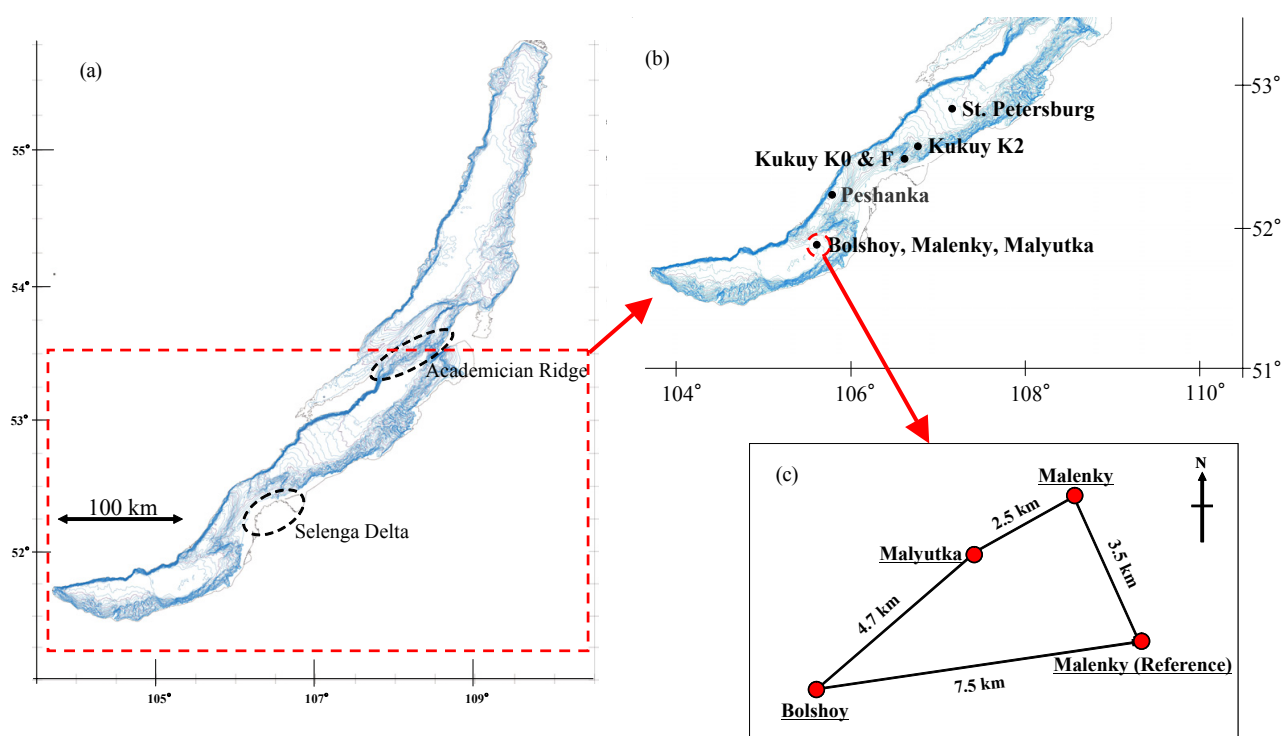 (a)
55°
54°
53°
52°
105°
107°
109°
100 km
Academician Ridge
Selenga Delta
(b)
53°
52°
51°
104°
106°
108°
110°
St. Petersburg
Kukuy K2
Kukuy K0 & F
Peshanka
Bolshoy, Malenky, Malyutka
(c)
N
Malenky
2.5 km
Malyutka
3.5 km
4.7 km
Malenky (Reference)
7.5 km
Bolshoy